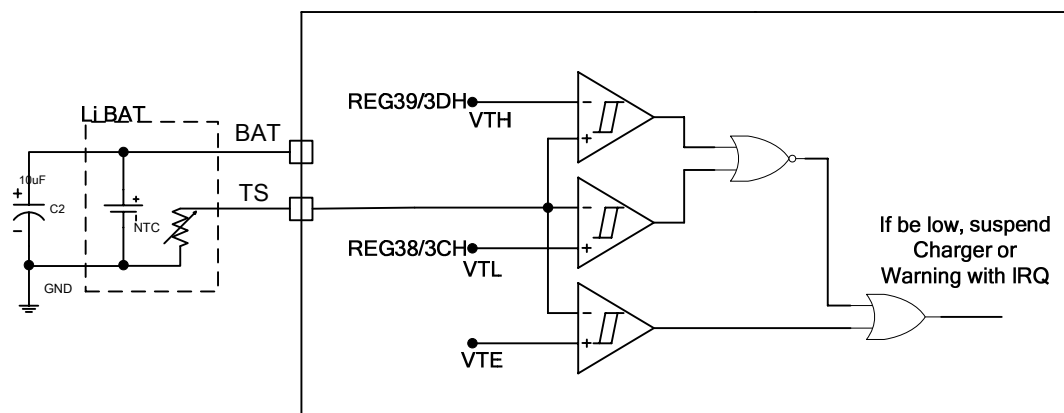 Li BAT
BAT
TS
10uF
+
C2
-
+
NTC
GND
REG39/3DH
VTH
-
+
REG38/3CH
VTL
-
+
VTE
-
+
If be low, suspend
Charger or
Warning with IRQ